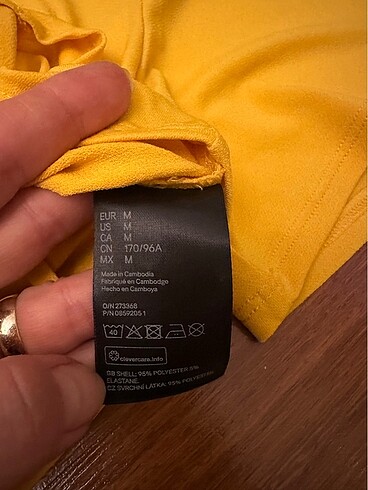 EUR M
US M
CA M
CN 170/96A
MX M
Made in Cambodia
Fabriqué en Cambodge
Hecho en Camboya
O/N 273368
P/N 0859205 1
40
clevercare.info
GB SHELL: 95% POLYESTER 5%
ELASTANE.
CZ SVRCHNÍ LÁTKA: 95% POLYESTER,